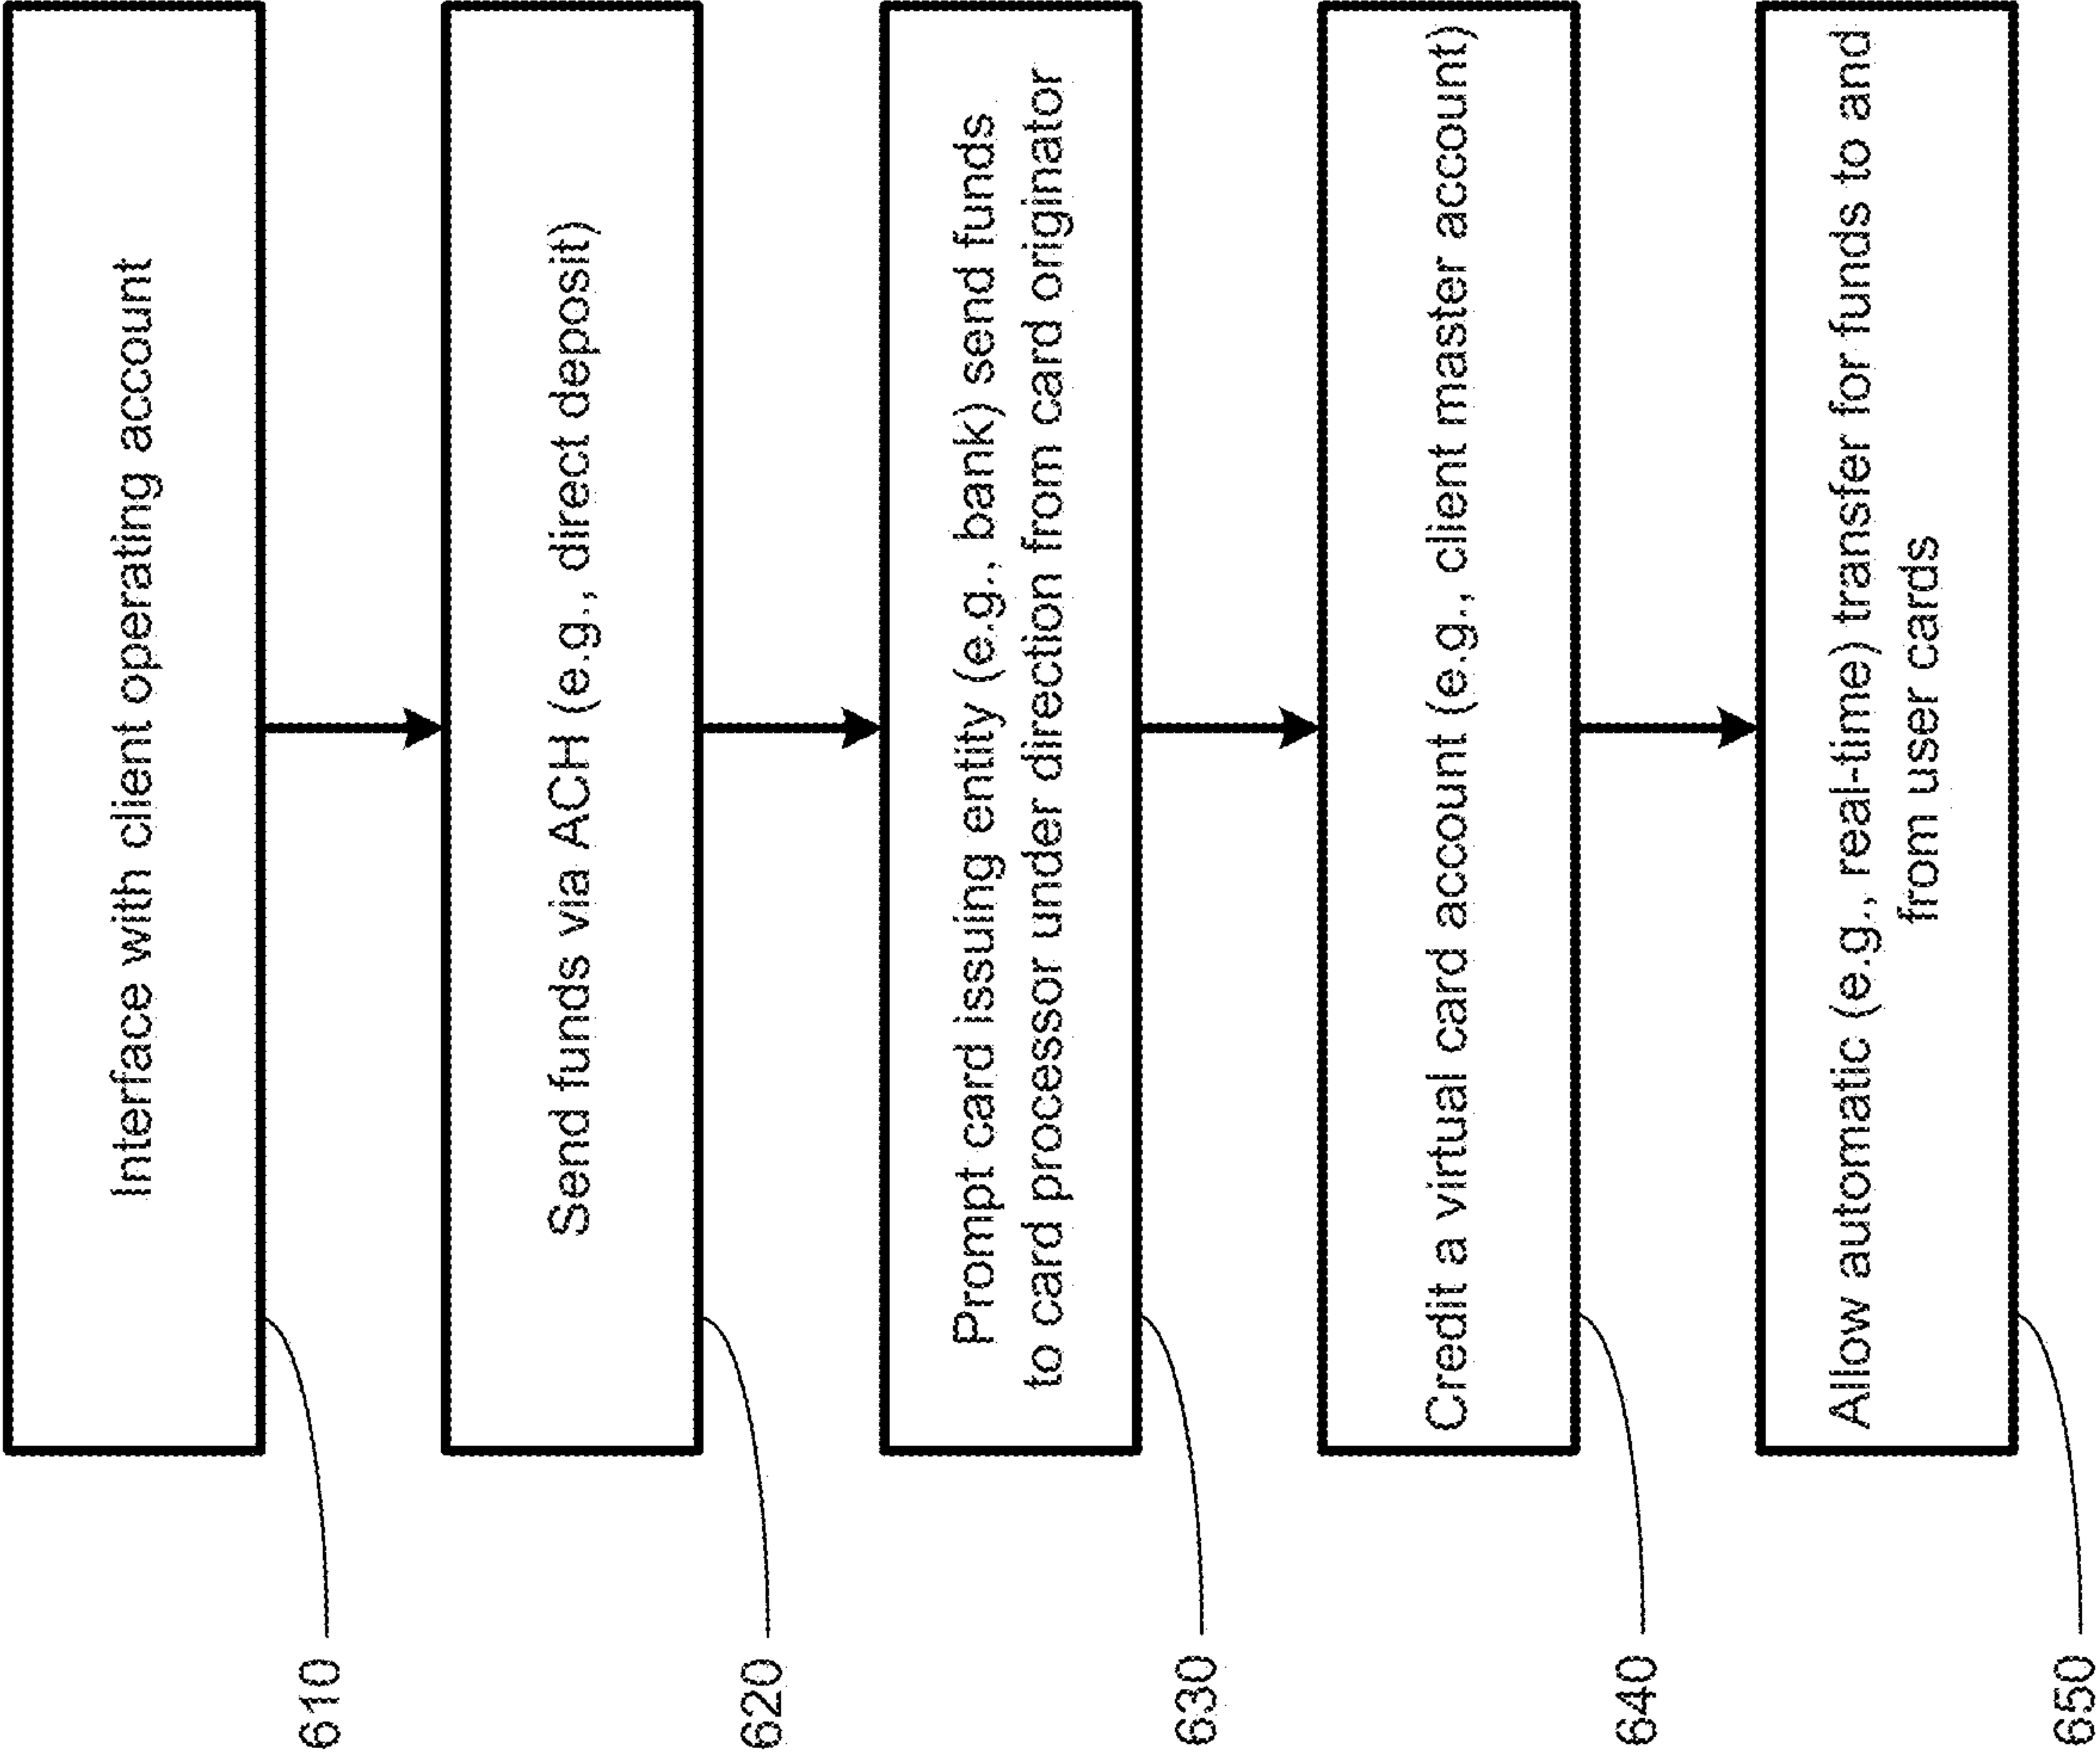 610
Interface with client operating account
620
Send funds via ACH (e.g., direct deposit)
630
Prompt card issuing entity (e.g., bank) send funds
to card processor under direction from card originator
640
Credit a virtual card account (e.g., client master account)
650
Allow automatic (e.g., real-time) transfer for funds to and
from user cards